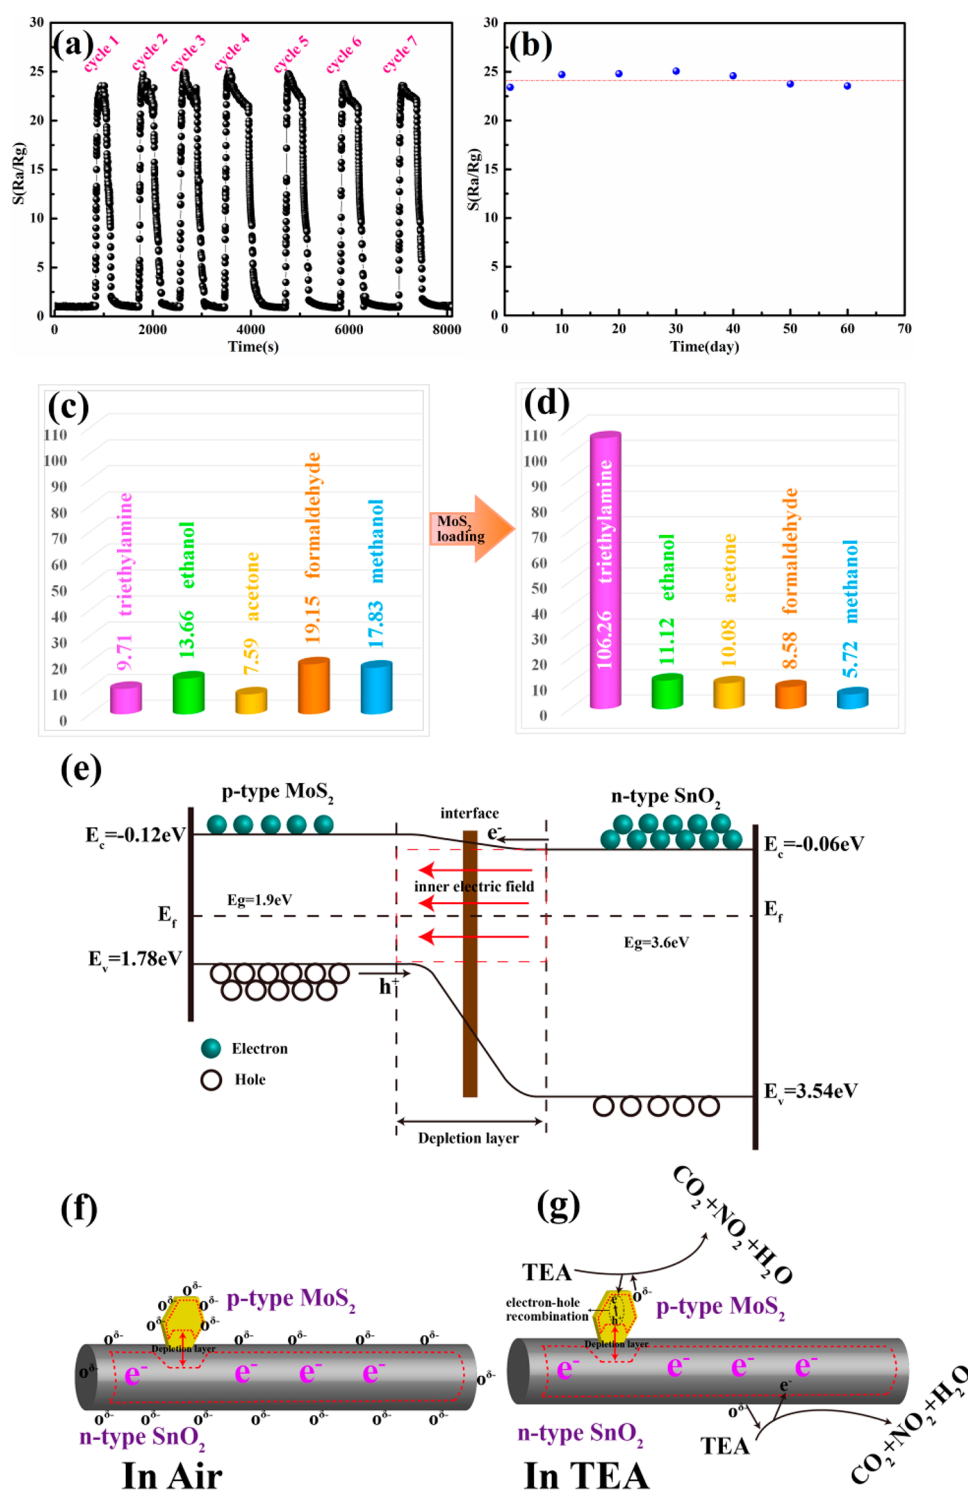 (a)
cycle 1
cycle 2
cycle 3
cycle 4
cycle 5
cycle 6
cycle 7
S(Ra/Rg)
30
25
20
15
10
5
0
0 2000 4000 6000 8000
Time(s)
(b)
S(Ra/Rg)
30
25
20
15
10
5
0
0 10 20 30 40 50 60 70
Time(day)
(c)
110
100
90
80
70
60
50
40
30
20
10
0
9.71 triethylamine
13.66 ethanol
7.59 acetone
19.15 formaldehyde
17.83 methanol
MoS₂
loading
(d)
110
100
90
80
70
60
50
40
30
20
10
0
106.26 triethylamine
11.12 ethanol
10.08 acetone
8.58 formaldehyde
5.72 methanol
(e)
p-type MoS₂
interface
n-type SnO₂
E_c=-0.12eV
e⁻
E_c=-0.06eV
inner electric field
Eg=1.9eV
E_f
E_f
Eg=3.6eV
E_v=1.78eV
h⁺
Electron
Hole
E_v=3.54eV
Depletion layer
(f)
p-type MoS₂
o^δ- o^δ- o^δ- o^δ- o^δ-
o^δ- o^δ- o^δ- o^δ- o^δ-
Depletion layer
o^δ- e⁻ e⁻ e⁻ e⁻ o^δ-
o^δ- o^δ- o^δ- o^δ- o^δ- o^δ-
n-type SnO₂
In Air
(g)
CO₂+NO₂+H₂O
TEA
electron-hole
recombination
e⁻
h⁺
o^δ-
p-type MoS₂
Depletion layer
e⁻ e⁻ e⁻ e⁻
e⁻
o^δ-
n-type SnO₂
TEA
CO₂+NO₂+H₂O
In TEA